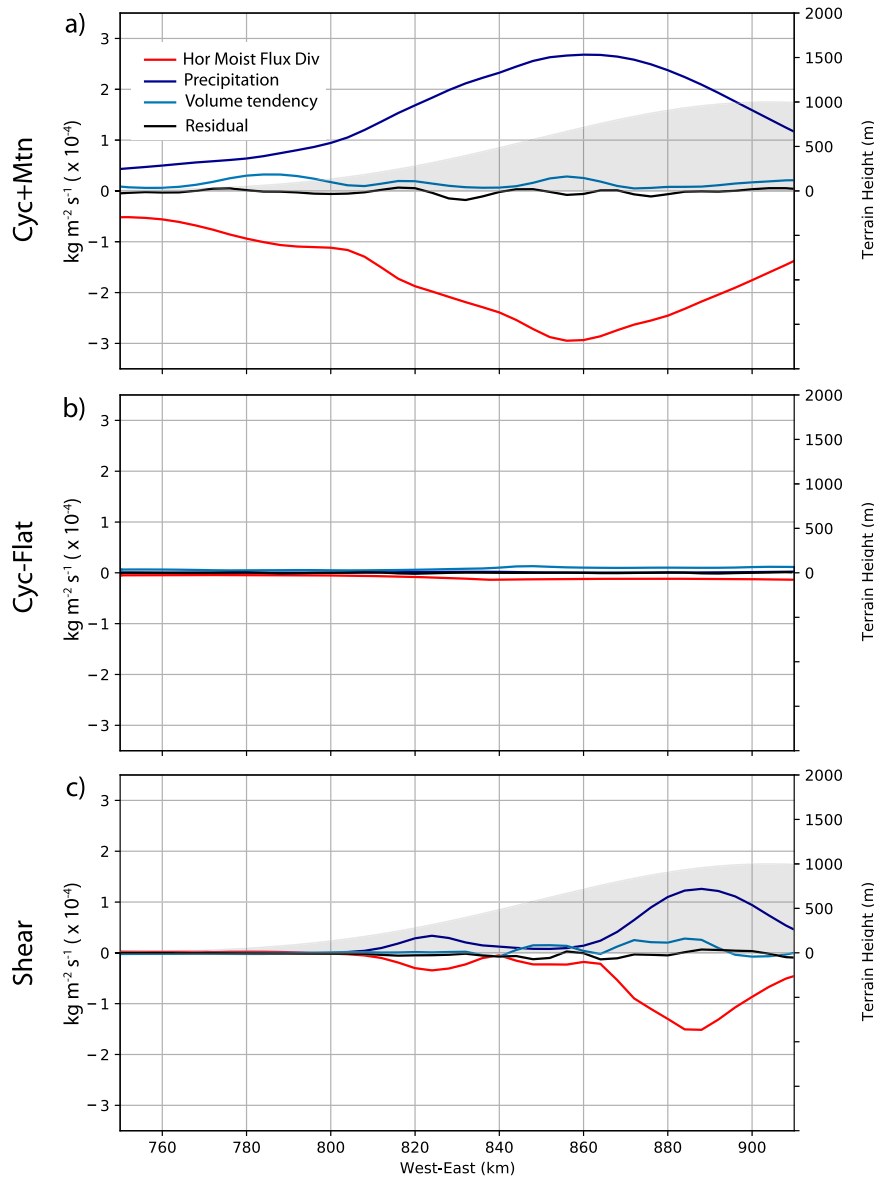 a)
Cyc+Mtn
kg m⁻² s⁻¹ ( x 10⁻⁴)
3
2
1
0
−1
−2
−3
Hor Moist Flux Div
Precipitation
Volume tendency
Residual
2000
1500
1000
500
0
Terrain Height (m)
b)
Cyc-Flat
kg m⁻² s⁻¹ ( x 10⁻⁴)
3
2
1
0
−1
−2
−3
2000
1500
1000
500
0
Terrain Height (m)
c)
Shear
kg m⁻² s⁻¹ ( x 10⁻⁴)
3
2
1
0
−1
−2
−3
2000
1500
1000
500
0
Terrain Height (m)
760 780 800 820 840 860 880 900
West-East (km)